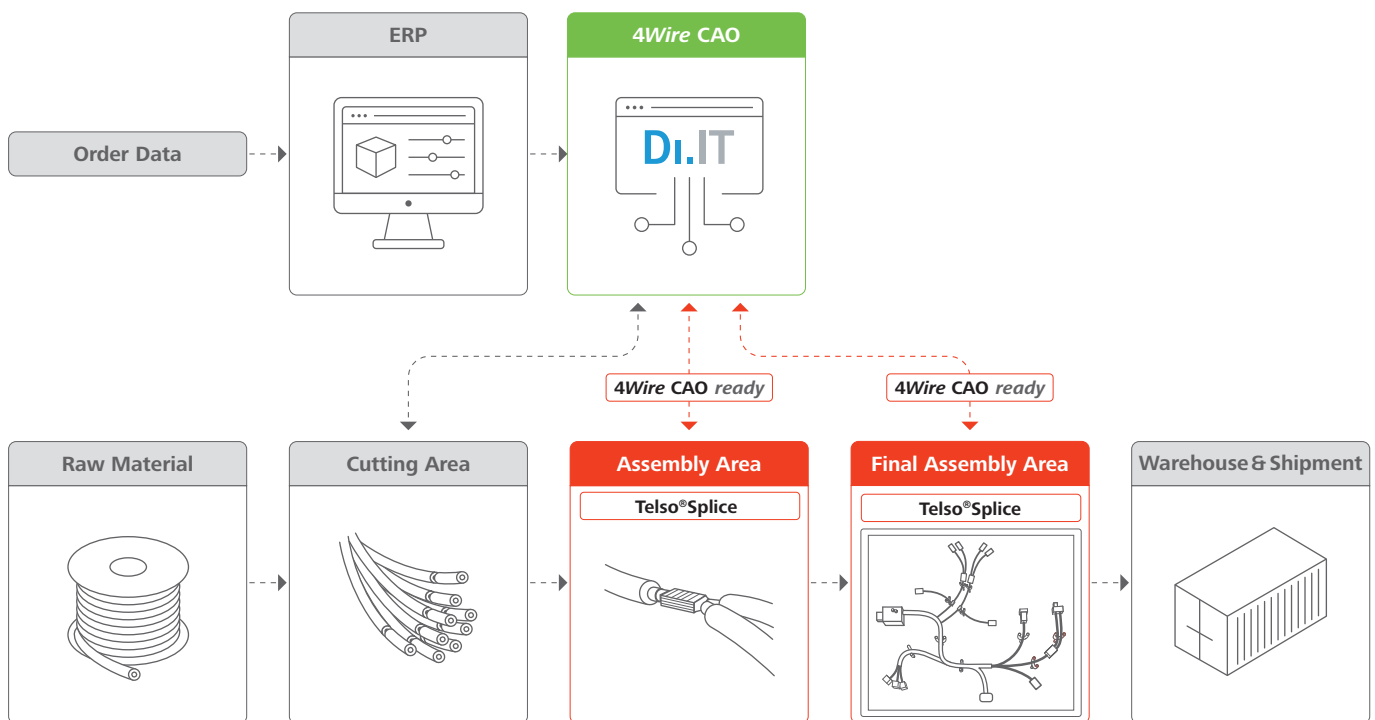 ERP
4Wire CAO
Order Data
Di.IT
4Wire CAO ready
4Wire CAO ready
Raw Material
Cutting Area
Assembly Area
Final Assembly Area
Warehouse & Shipment
Telso®Splice
Telso®Splice